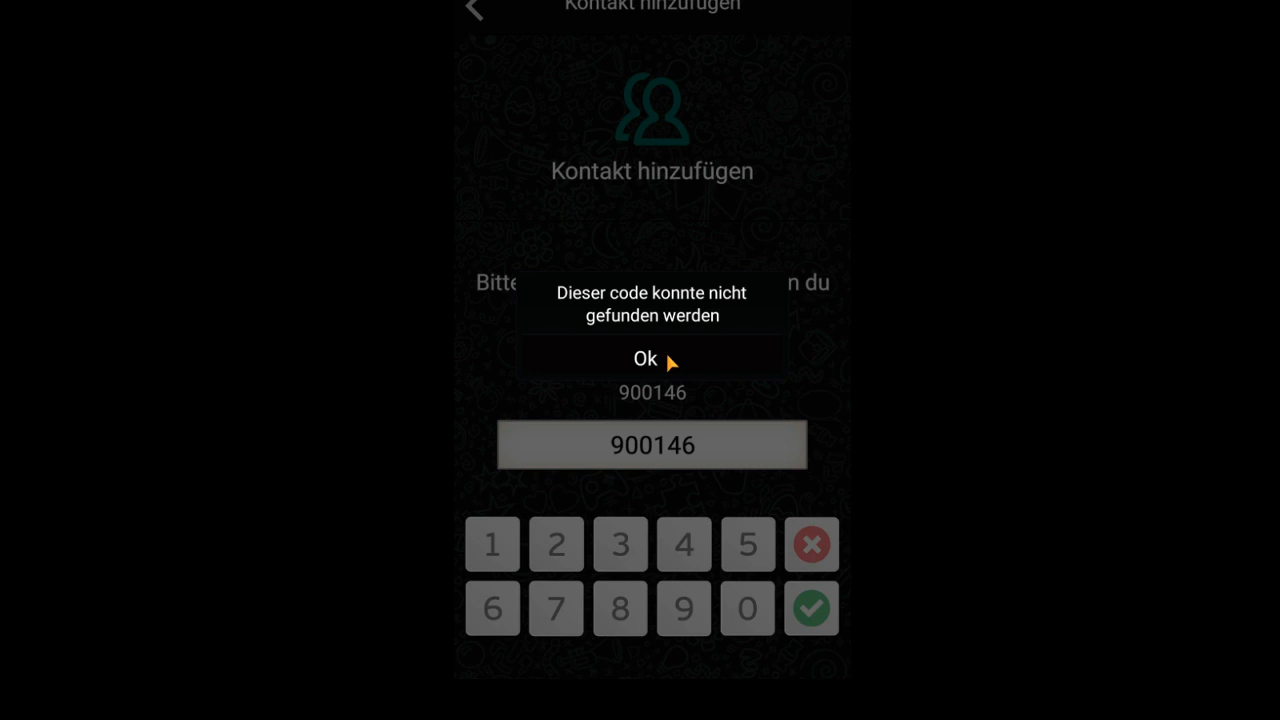 Kontakt hinzufügen
Kontakt hinzufügen
n du
Dieser code konnte nicht
gefunden werden
Ok
900146
900146
1 2 3 4 5
6 7 8 9 0